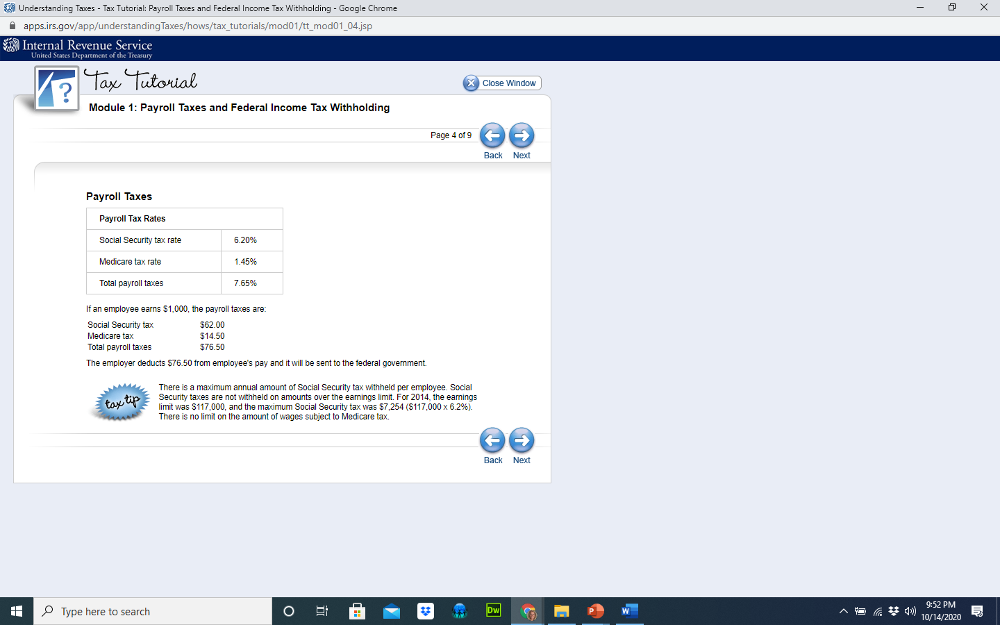 Understanding Taxes - Tax Tutorial: Payroll Taxes and Federal Income Tax Withholding - Google Chrome
apps.irs.gov/app/understandingTaxes/hows/tax_tutorials/mod01/tt_mod01_04.jsp
Internal Revenue Service
United States Department of the Treasury
?
Tax Tutorial
Close Window
Module 1: Payroll Taxes and Federal Income Tax Withholding
Page 4 of 9
Back Next
Payroll Taxes
Payroll Tax Rates
Social Security tax rate 6.20%
Medicare tax rate 1.45%
Total payroll taxes 7.65%
If an employee earns $1,000, the payroll taxes are:
Social Security tax $62.00
Medicare tax $14.50
Total payroll taxes $76.50
The employer deducts $76.50 from employee's pay and it will be sent to the federal government.
tax tip
There is a maximum annual amount of Social Security tax withheld per employee. Social
Security taxes are not withheld on amounts over the earnings limit. For 2014, the earnings
limit was $117,000, and the maximum Social Security tax was $7,254 ($117,000 x 6.2%).
There is no limit on the amount of wages subject to Medicare tax.
Back Next
Type here to search
Dw
P
W
9:52 PM
10/14/2020